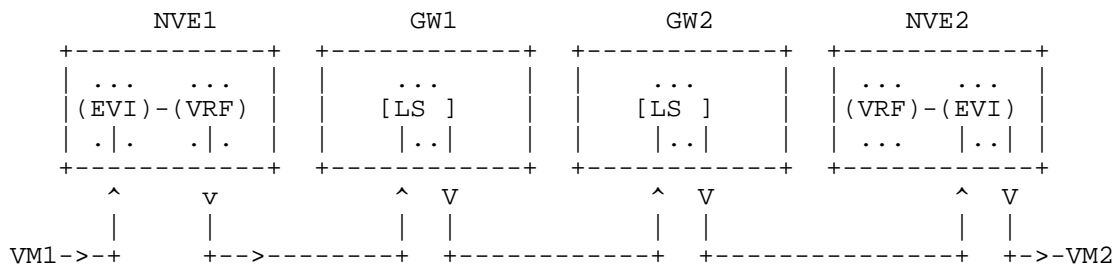 NVE1             GW1               GW2              NVE2
    +------------+  +------------+  +------------+  +------------+
    | ...   ...  |  |    ...     |  |    ...     |  | ...   ...  |
    |(EVI)-(VRF) |  |   [LS ]    |  |   [LS ]    |  |(VRF)-(EVI) |
    | .|.   .|.  |  |    |..|    |  |    |..|    |  | ...   |..| |
    +------------+  +------------+  +------------+  +------------+
       ^     v           ^  V            ^  V               ^  V
       |     |           |  |            |  |               |  |
VM1->-+     +-->--------+  +------------+  +---------------+  +->-VM2